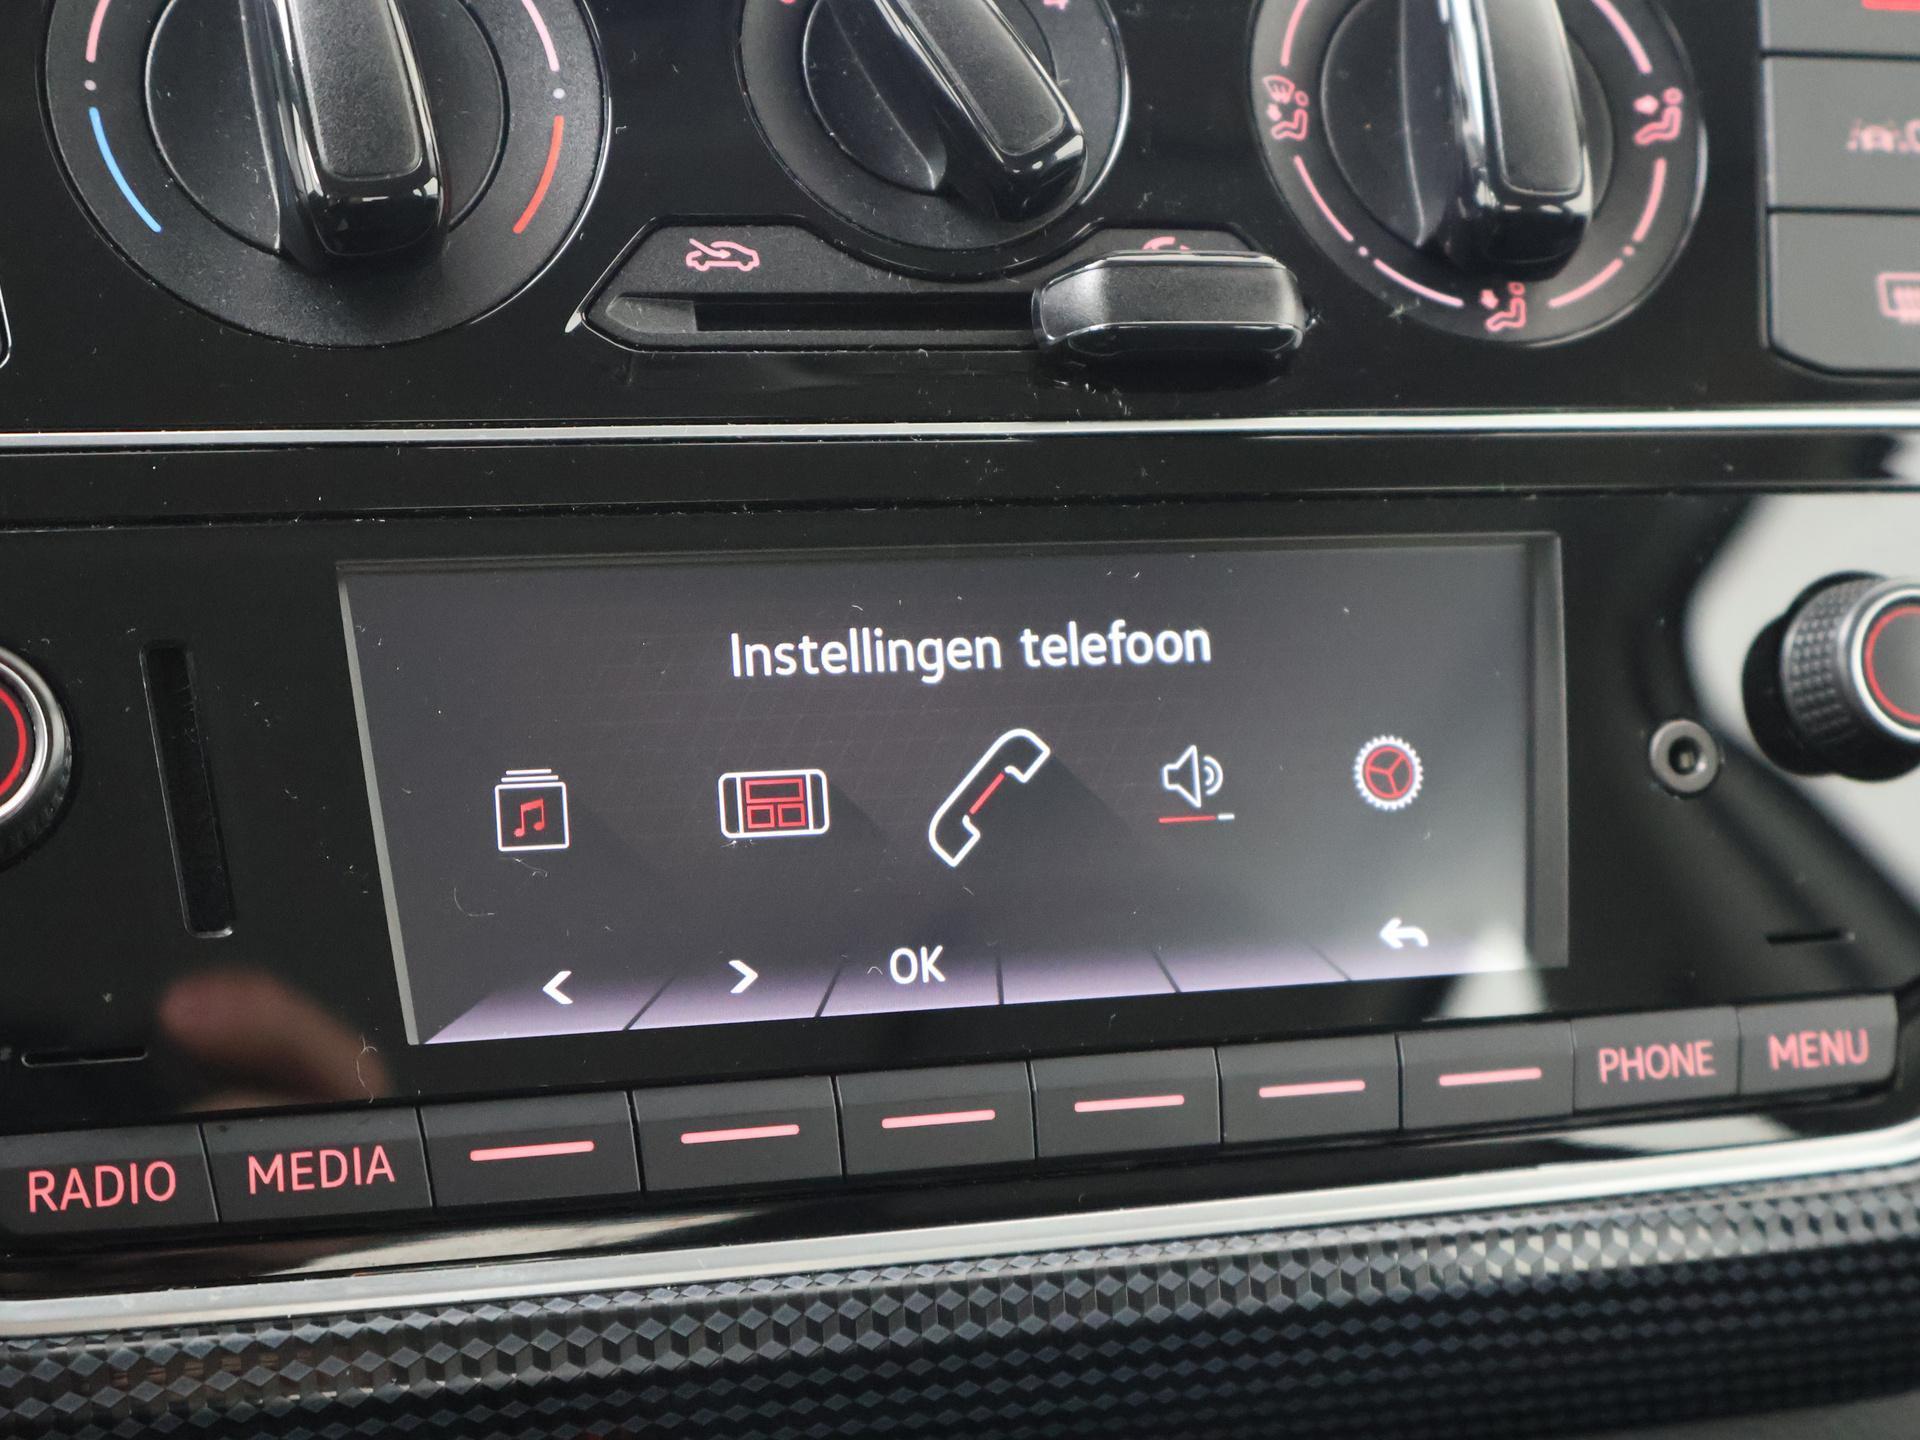 Instellingen telefoon
< > OK
RADIO MEDIA PHONE MENU